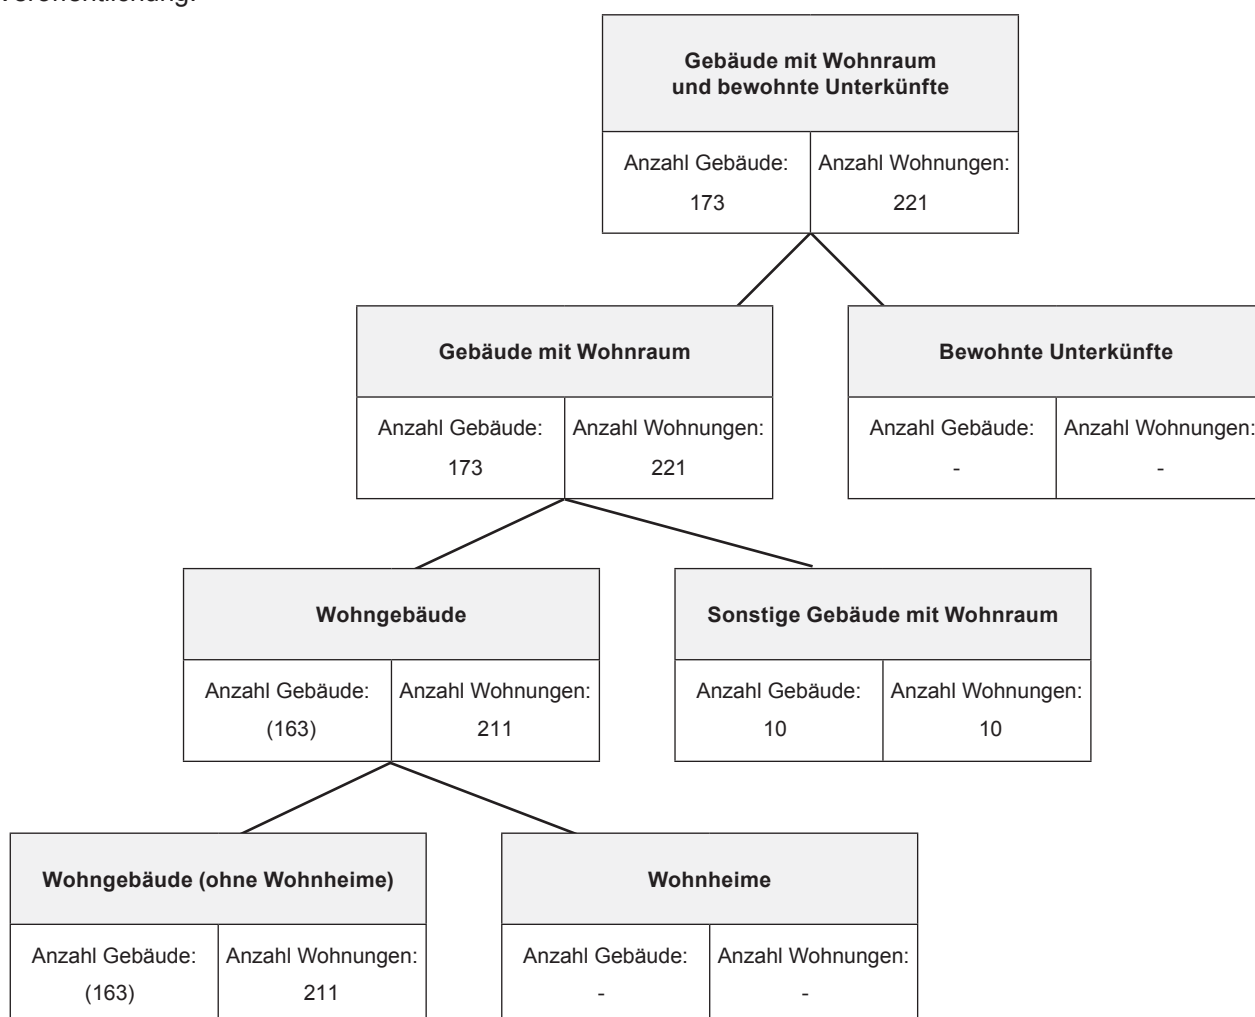 Veröffentlichung.
Gebäude mit Wohnraum
und bewohnte Unterkünfte
Anzahl Gebäude: Anzahl Wohnungen:
173 221
Gebäude mit Wohnraum Bewohnte Unterkünfte
Anzahl Gebäude: Anzahl Wohnungen: Anzahl Gebäude: Anzahl Wohnungen:
173 221 - -
Wohngebäude Sonstige Gebäude mit Wohnraum
Anzahl Gebäude: Anzahl Wohnungen: Anzahl Gebäude: Anzahl Wohnungen:
(163) 211 10 10
Wohngebäude (ohne Wohnheime) Wohnheime
Anzahl Gebäude: Anzahl Wohnungen: Anzahl Gebäude: Anzahl Wohnungen:
(163) 211 - -